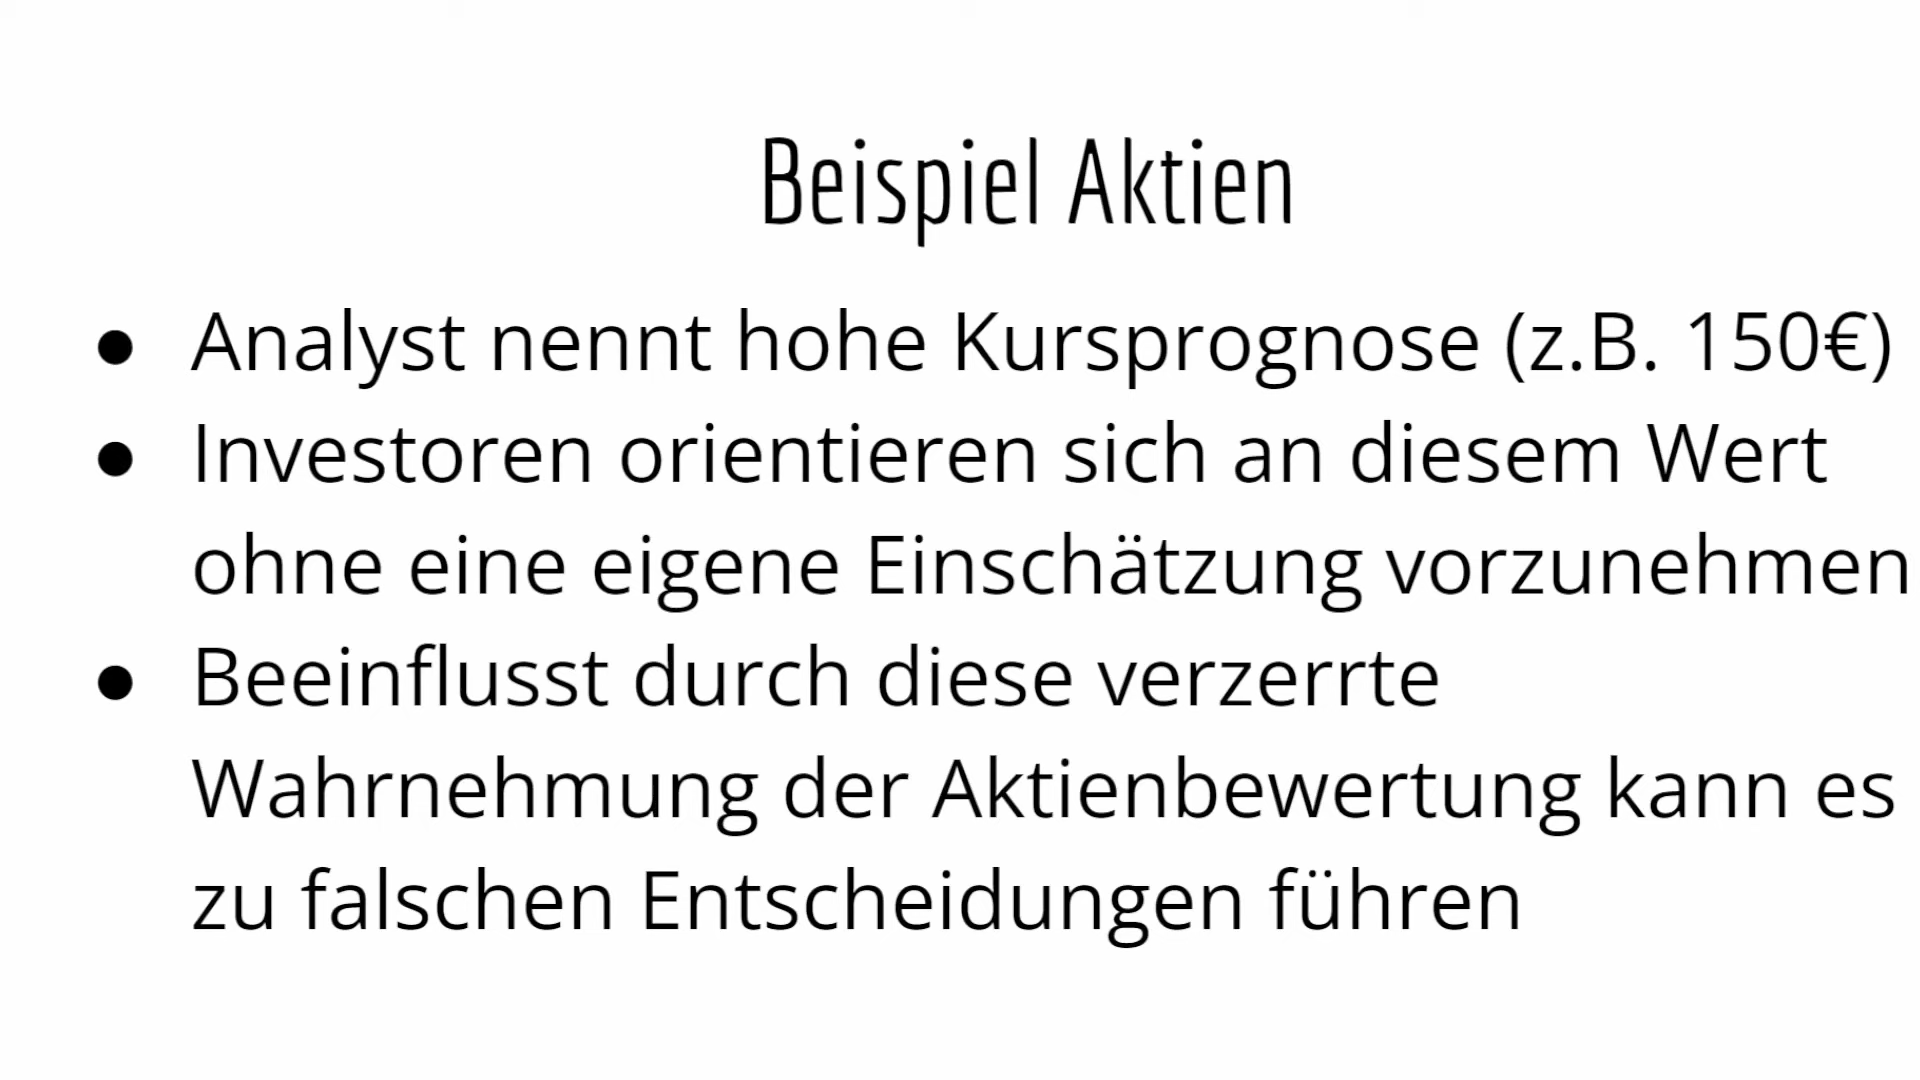 Beispiel Aktien
● Analyst nennt hohe Kursprognose (z.B. 150€)
● Investoren orientieren sich an diesem Wert
ohne eine eigene Einschätzung vorzunehmen
● Beeinflusst durch diese verzerrte
Wahrnehmung der Aktienbewertung kann es
zu falschen Entscheidungen führen